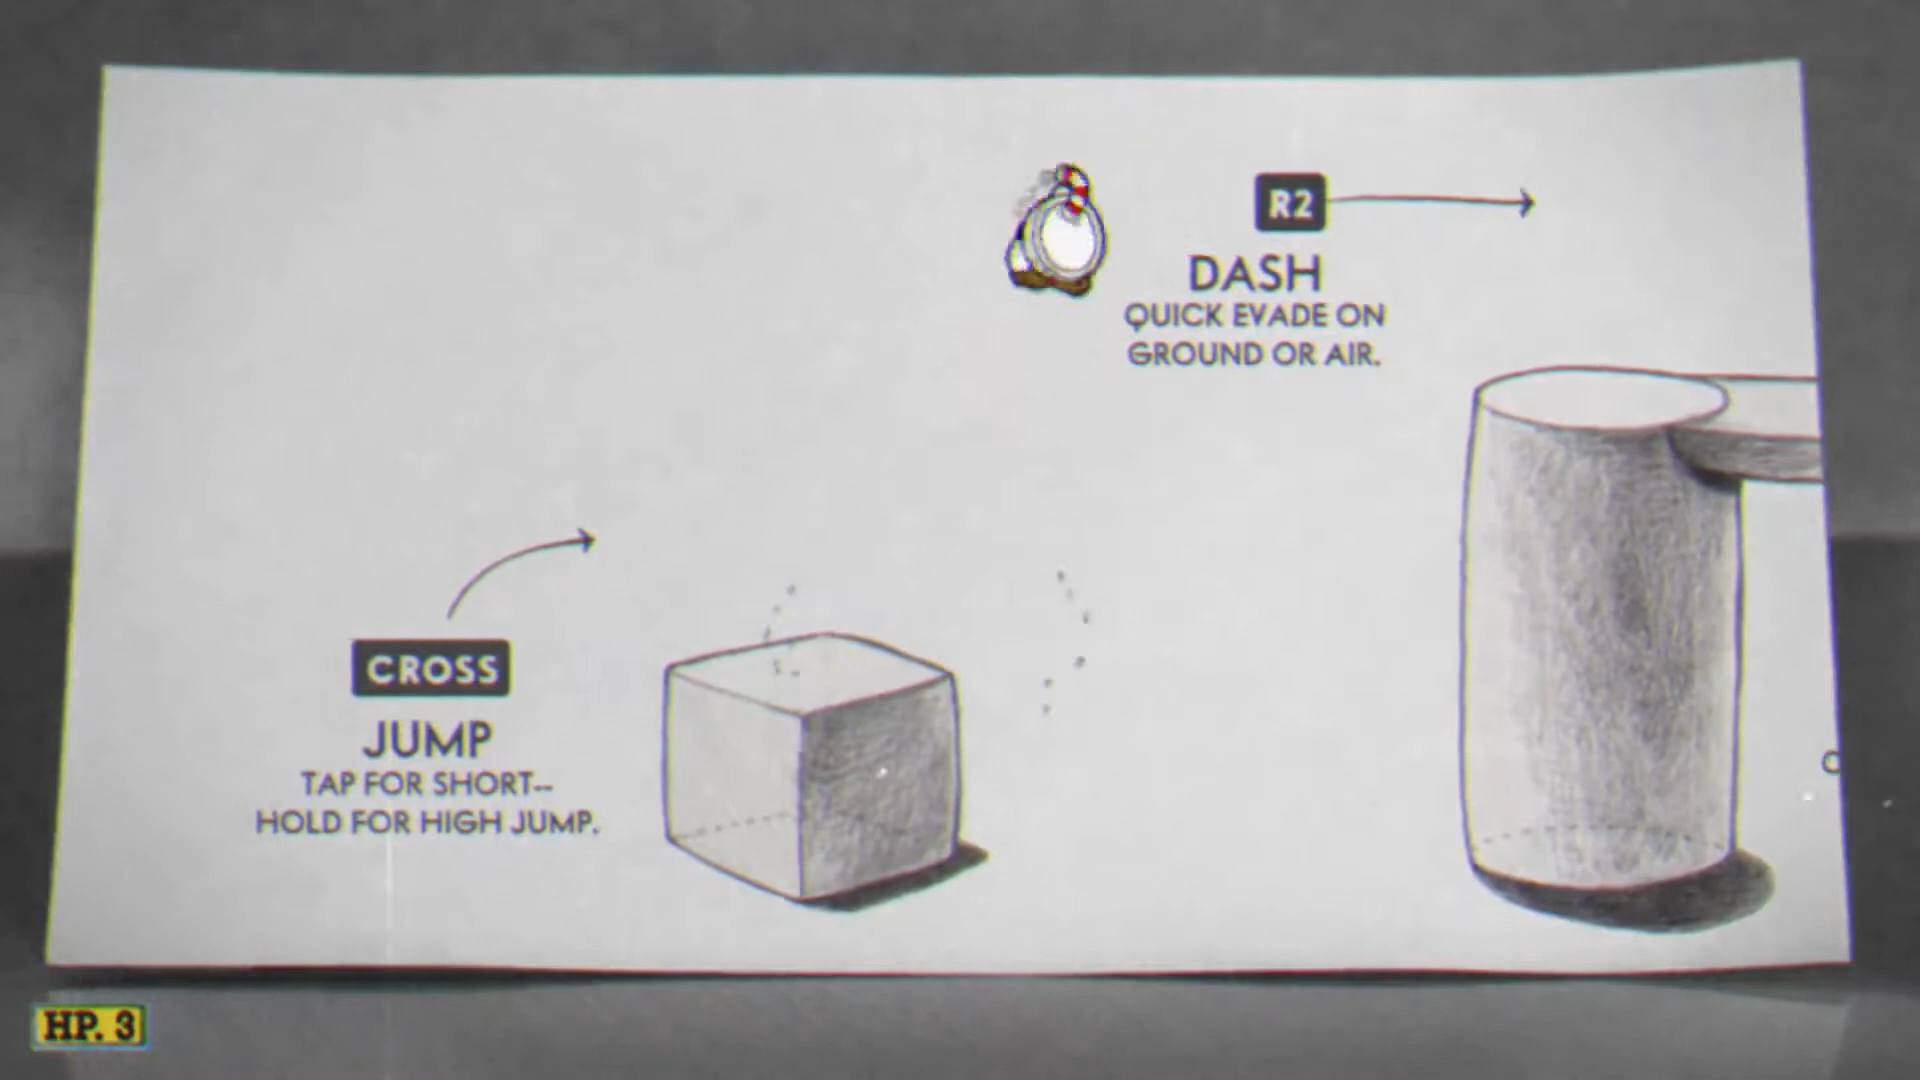 R2
DASH
QUICK EVADE ON
GROUND OR AIR.
CROSS
JUMP
TAP FOR SHORT--
HOLD FOR HIGH JUMP.
HP. 3